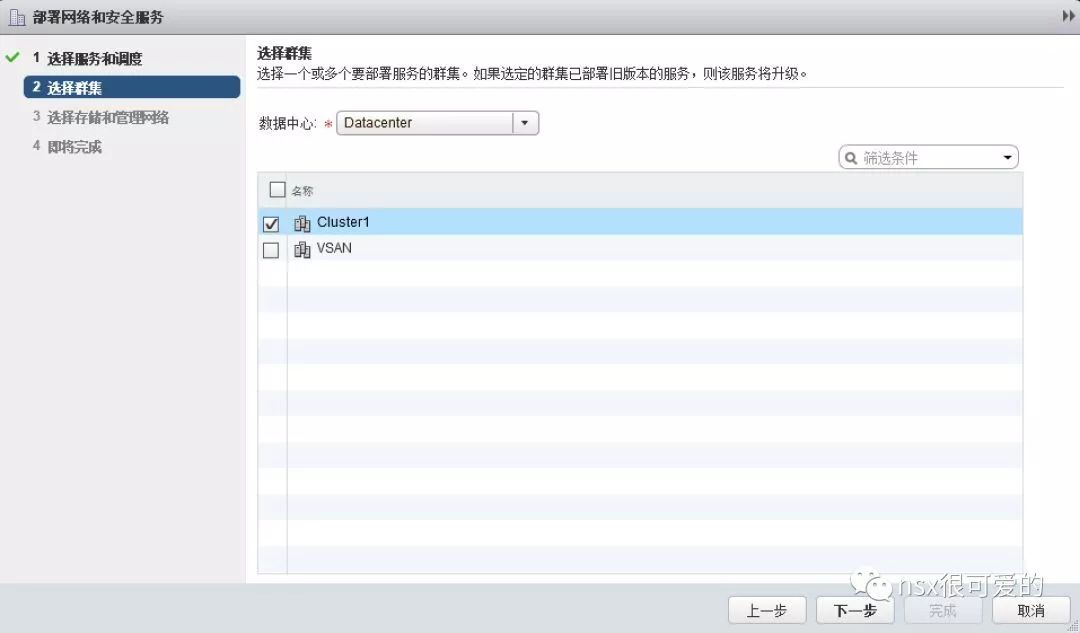 部署网络和安全服务
1 选择服务和调度
2 选择群集
3 选择存储和管理网络
4 即将完成
选择群集
选择一个或多个要部署服务的群集。如果选定的群集已部署旧版本的服务，则该服务将升级。
数据中心: * Datacenter
筛选条件
名称
Cluster1
VSAN
nsx很可爱的
上一步 下一步 完成 取消